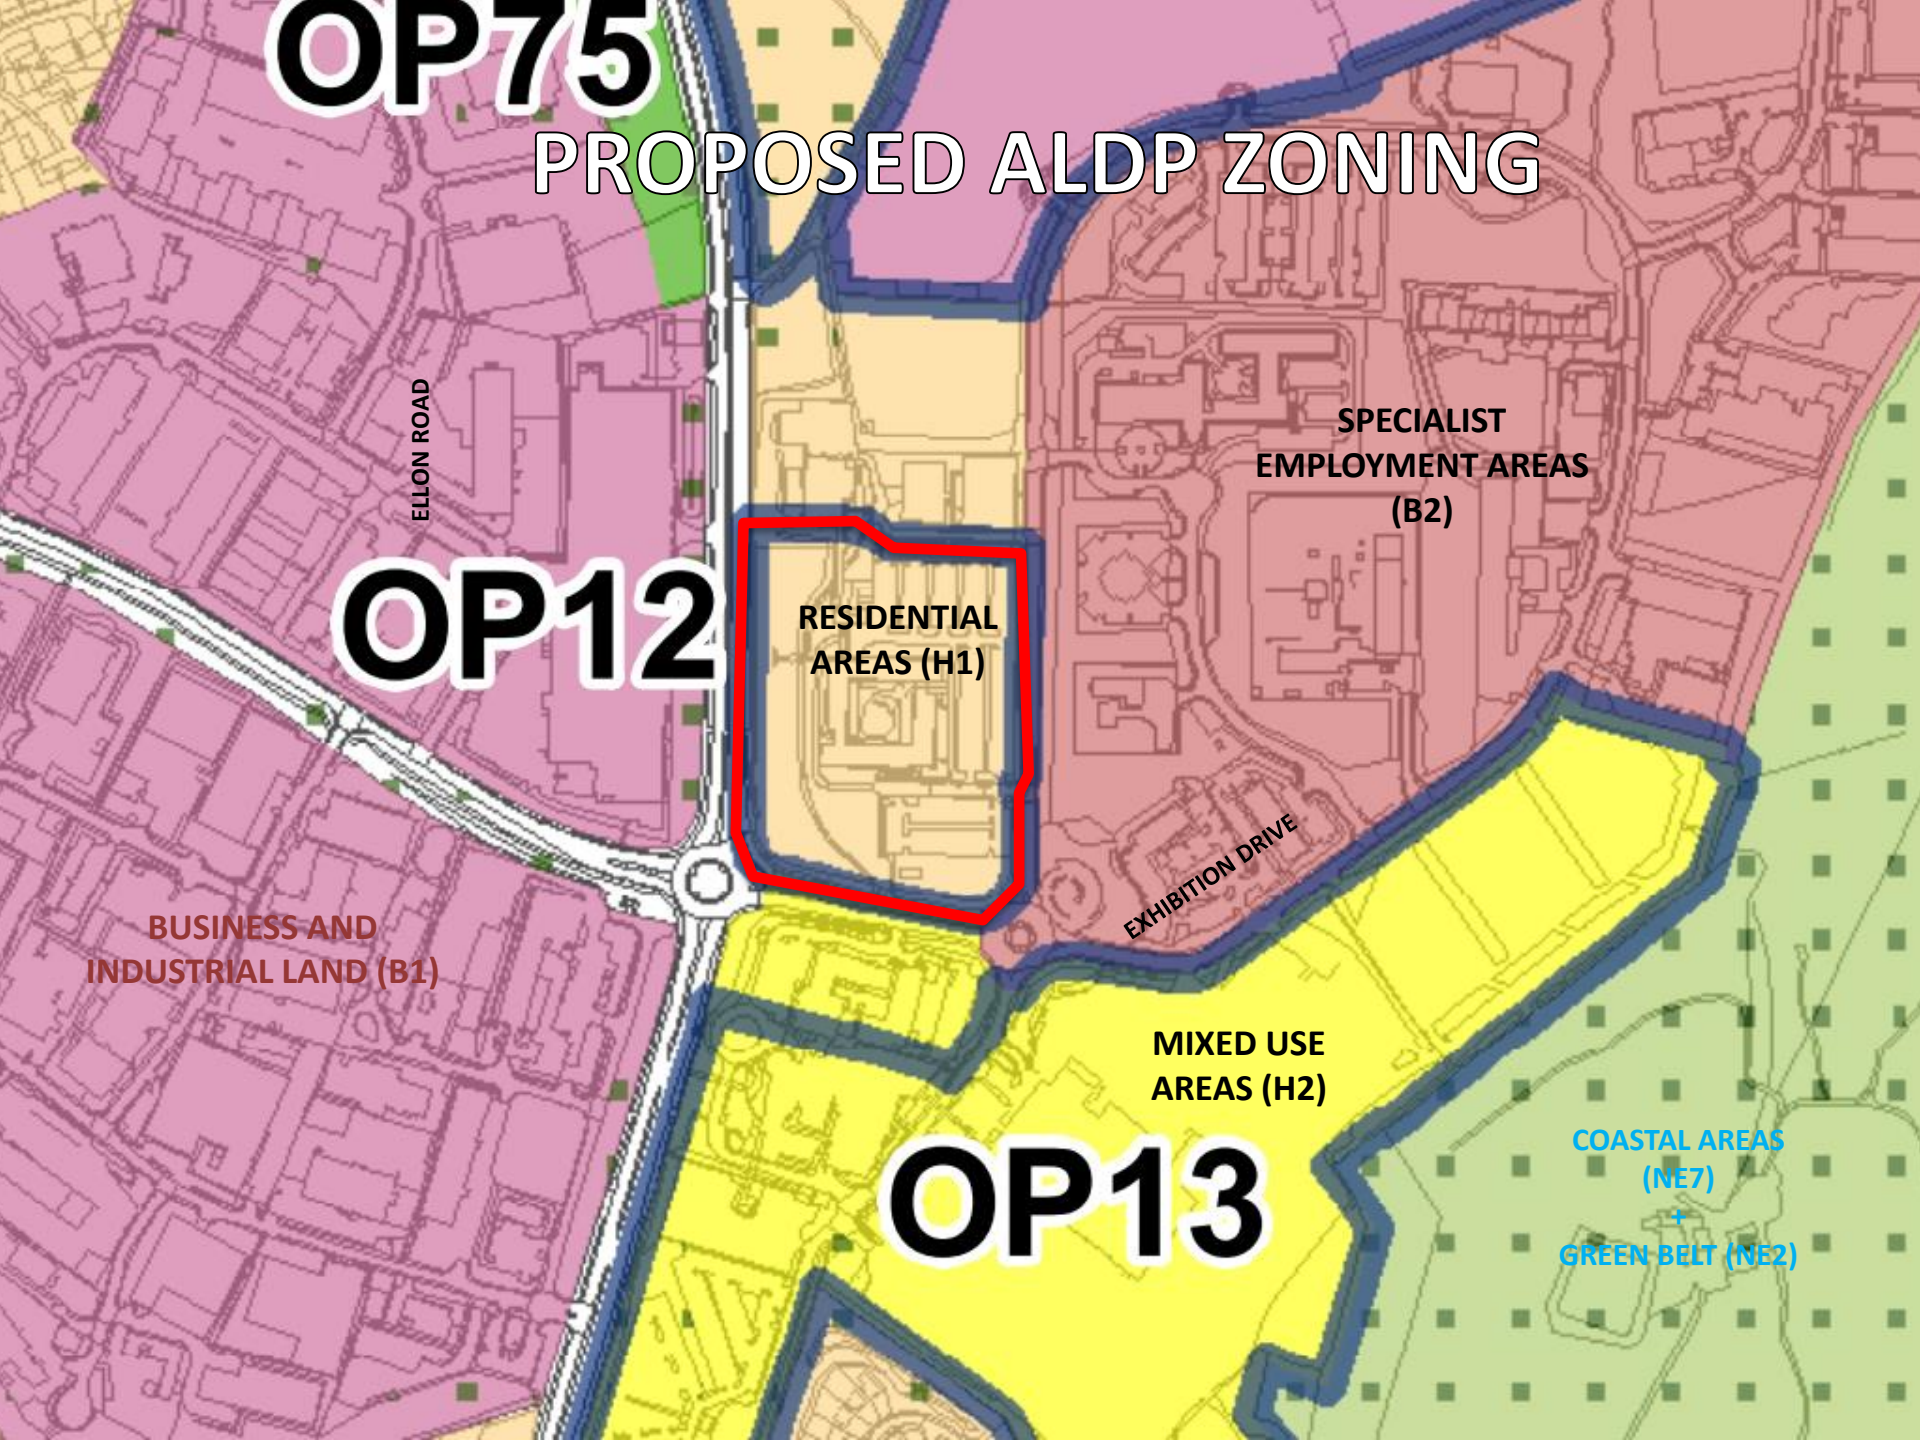 OP75
PROPOSED ALDP ZONING
ELLON ROAD
SPECIALIST
EMPLOYMENT AREAS
(B2)
OP12
RESIDENTIAL
AREAS (H1)
EXHIBITION DRIVE
BUSINESS AND
INDUSTRIAL LAND (B1)
MIXED USE
AREAS (H2)
OP13
COASTAL AREAS
(NE7)
+
GREEN BELT (NE2)